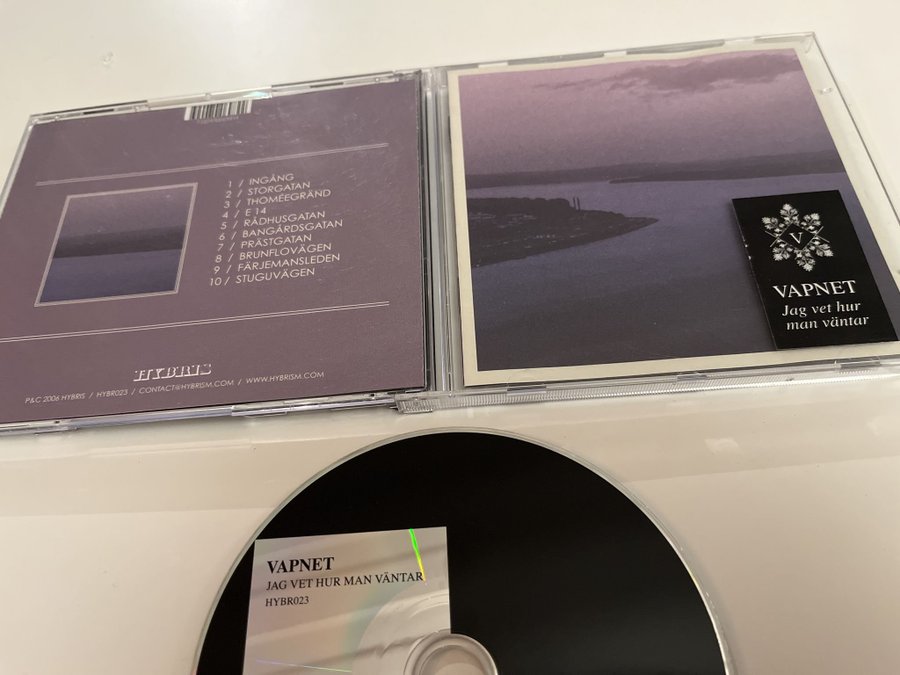 1 / INGÅNG
2 / STORGATAN
3 / THOMÉEGRÄND
4 / E 14
5 / RÅDHUSGATAN
6 / BANGÅRDSGATAN
7 / PRÄSTGATAN
8 / BRUNFLOVÄGEN
9 / FÄRJEMANSLEDEN
10 / STUGUVÄGEN
HYBRIS
P&C 2006 HYBRIS / HYBR023 / CONTACT@HYBRISM.COM / WWW.HYBRISM.COM
V
VAPNET
Jag vet hur
man väntar
VAPNET
JAG VET HUR MAN VÄNTAR
HYBR023